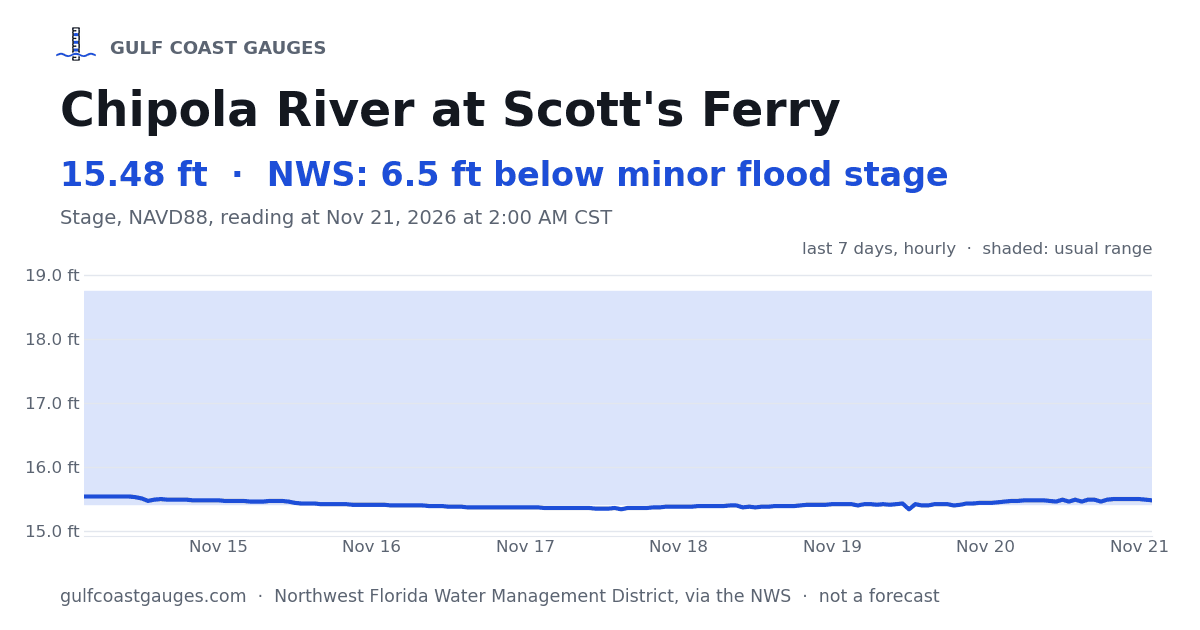 GULF COAST GAUGES
Chipola River at Scott's Ferry
15.48 ft · NWS: 6.5 ft below minor flood stage
Stage, NAVD88, reading at Nov 21, 2026 at 2:00 AM CST
last 7 days, hourly · shaded: usual range
19.0 ft
18.0 ft
17.0 ft
16.0 ft
15.0 ft
Nov 15 Nov 16 Nov 17 Nov 18 Nov 19 Nov 20 Nov 21
gulfcoastgauges.com · Northwest Florida Water Management District, via the NWS · not a forecast